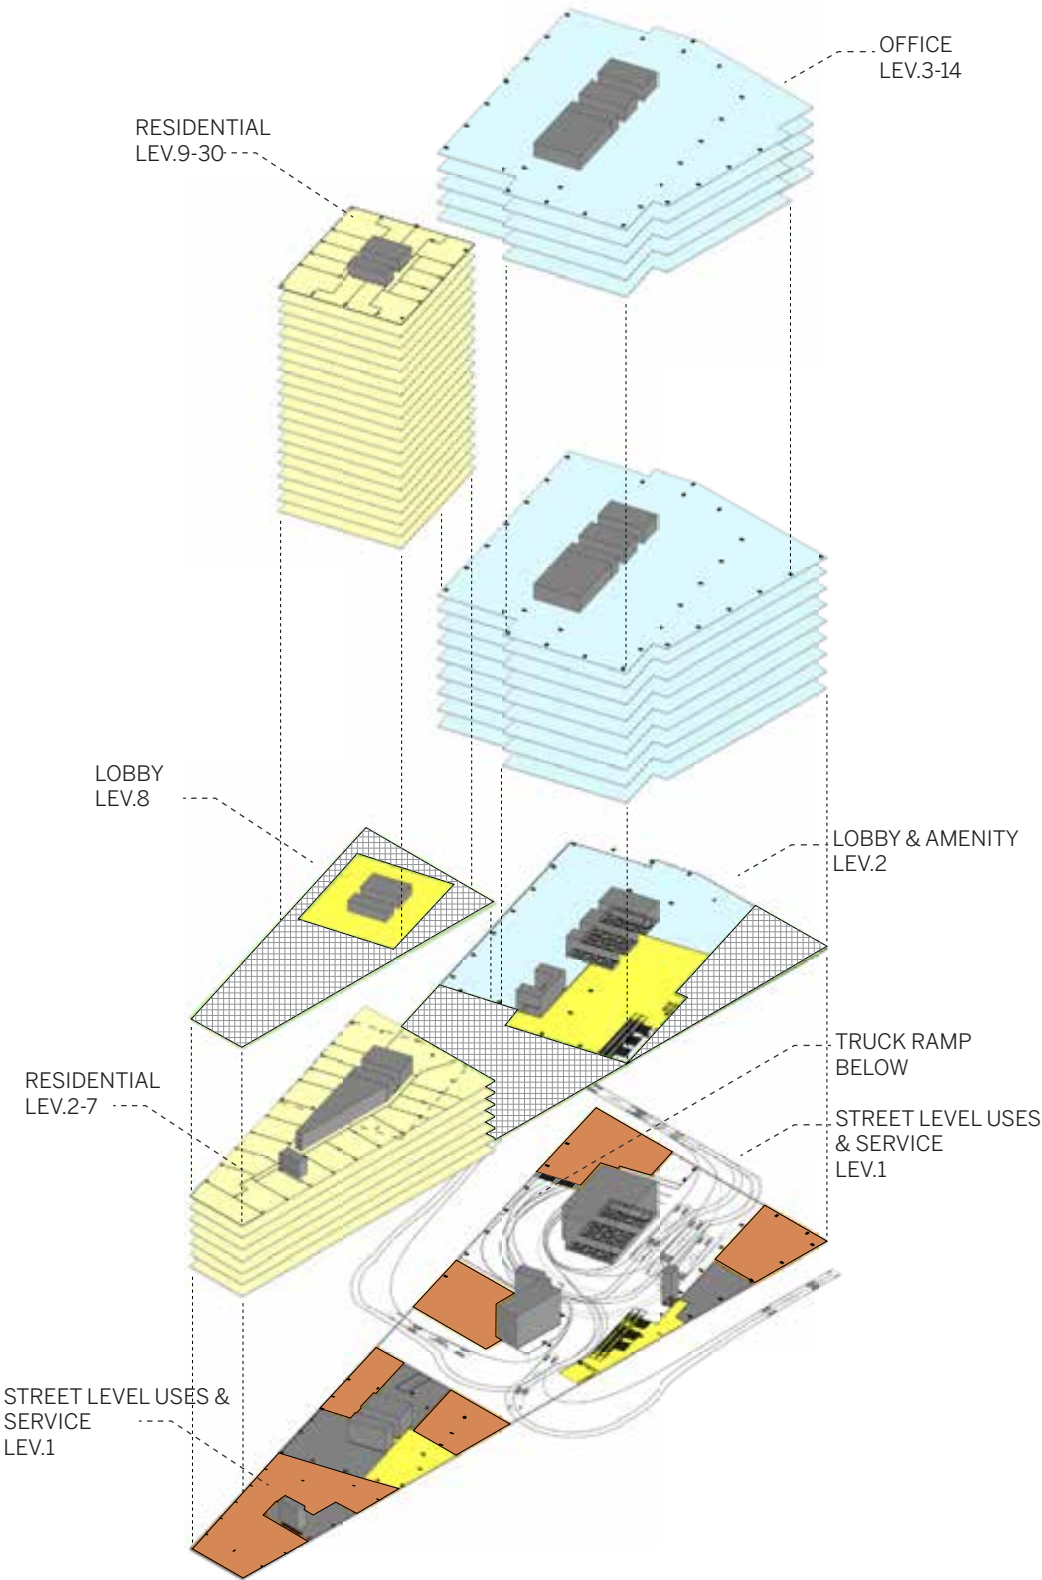 OFFICE
LEV.3-14
RESIDENTIAL
LEV.9-30
LOBBY
LEV.8
LOBBY & AMENITY
LEV.2
TRUCK RAMP
BELOW
RESIDENTIAL
LEV.2-7
STREET LEVEL USES
& SERVICE
LEV.1
STREET LEVEL USES &
SERVICE
LEV.1